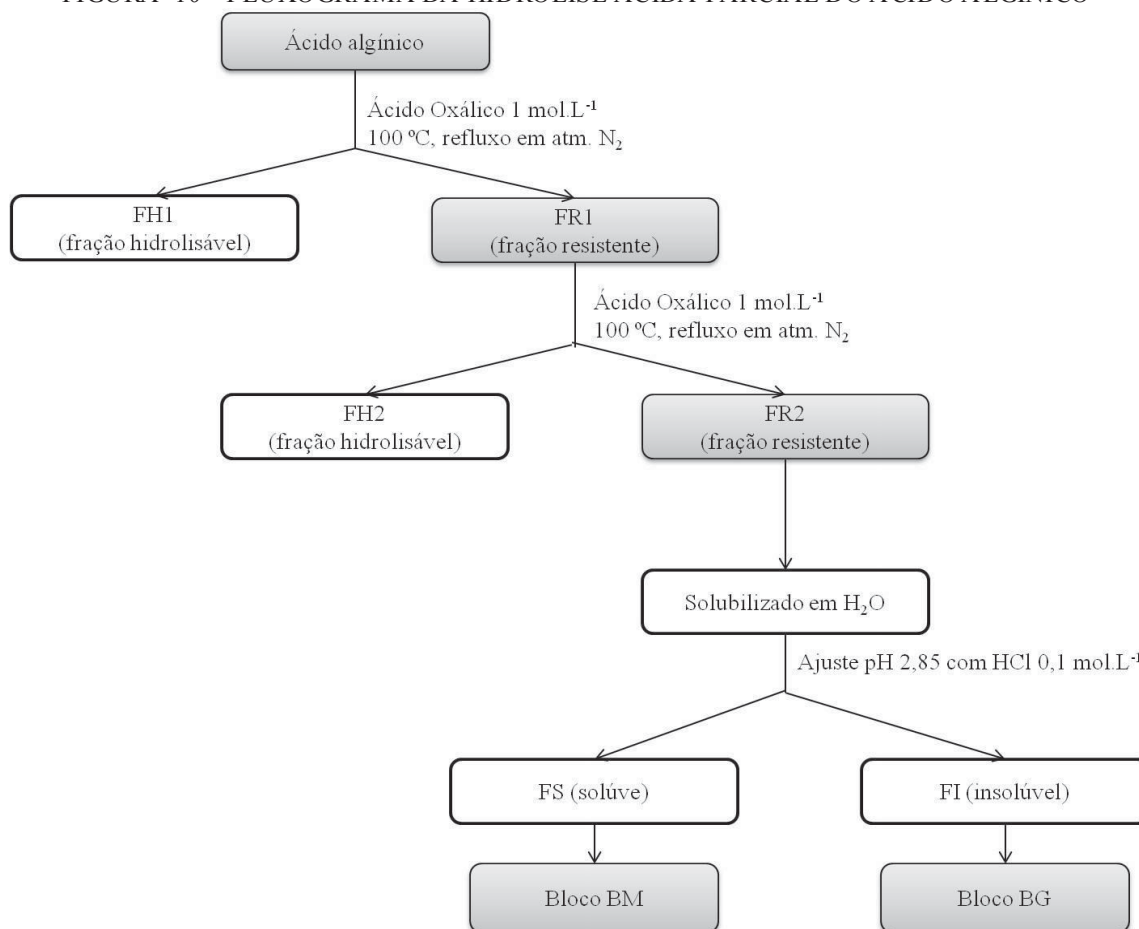 Ácido algínico
Ácido Oxálico 1 mol.L⁻¹
100 ºC, refluxo em atm. N₂
FH1
(fração hidrolisável)
FR1
(fração resistente)
Ácido Oxálico 1 mol.L⁻¹
100 ºC, refluxo em atm. N₂
FH2
(fração hidrolisável)
FR2
(fração resistente)
Solubilizado em H₂O
Ajuste pH 2,85 com HCl 0,1 mol.L⁻¹
FS (solúve)
FI (insolúvel)
Bloco BM
Bloco BG